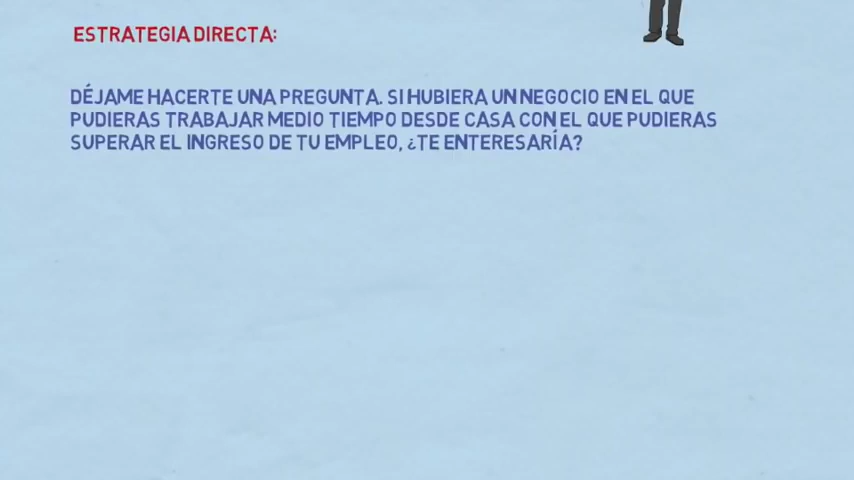 ESTRATEGIA DIRECTA:
DÉJAME HACERTE UNA PREGUNTA. SI HUBIERA UN NEGOCIO EN EL QUE
PUDIERAS TRABAJAR MEDIO TIEMPO DESDE CASA CON EL QUE PUDIERAS
SUPERAR EL INGRESO DE TU EMPLEO, ¿TE ENTERESARÍA?